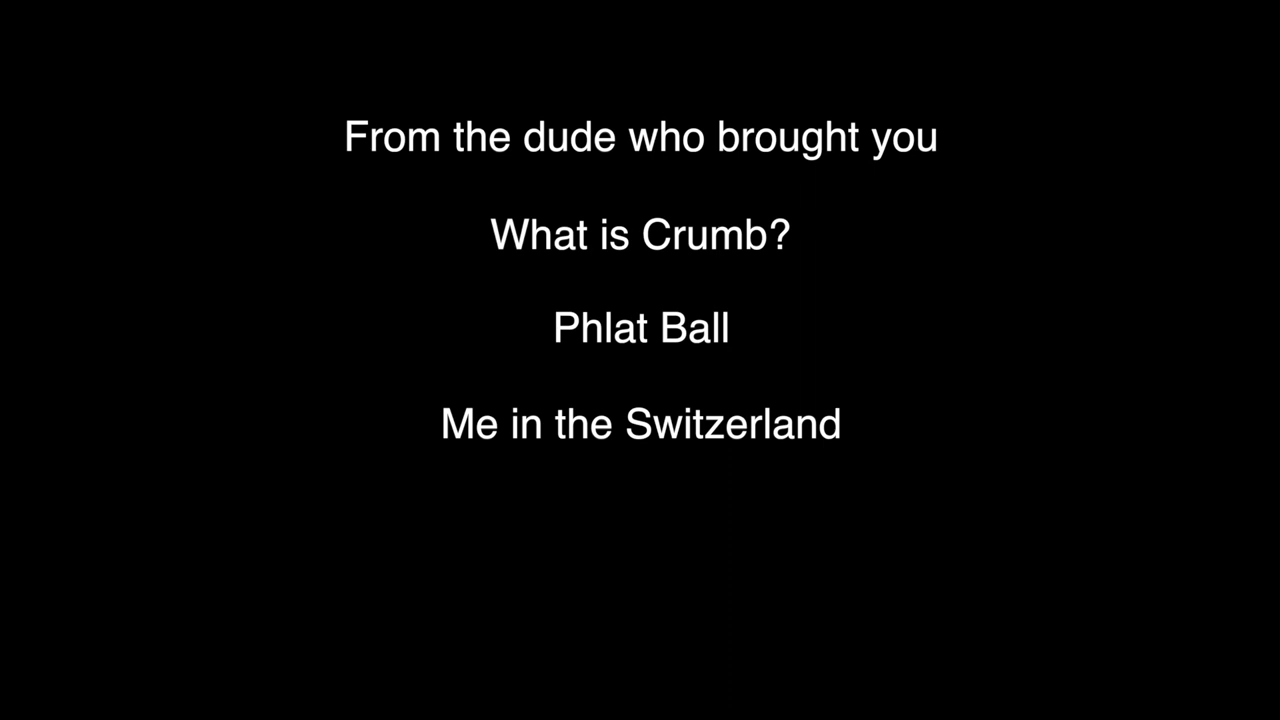 From the dude who brought you
What is Crumb?
Phlat Ball
Me in the Switzerland